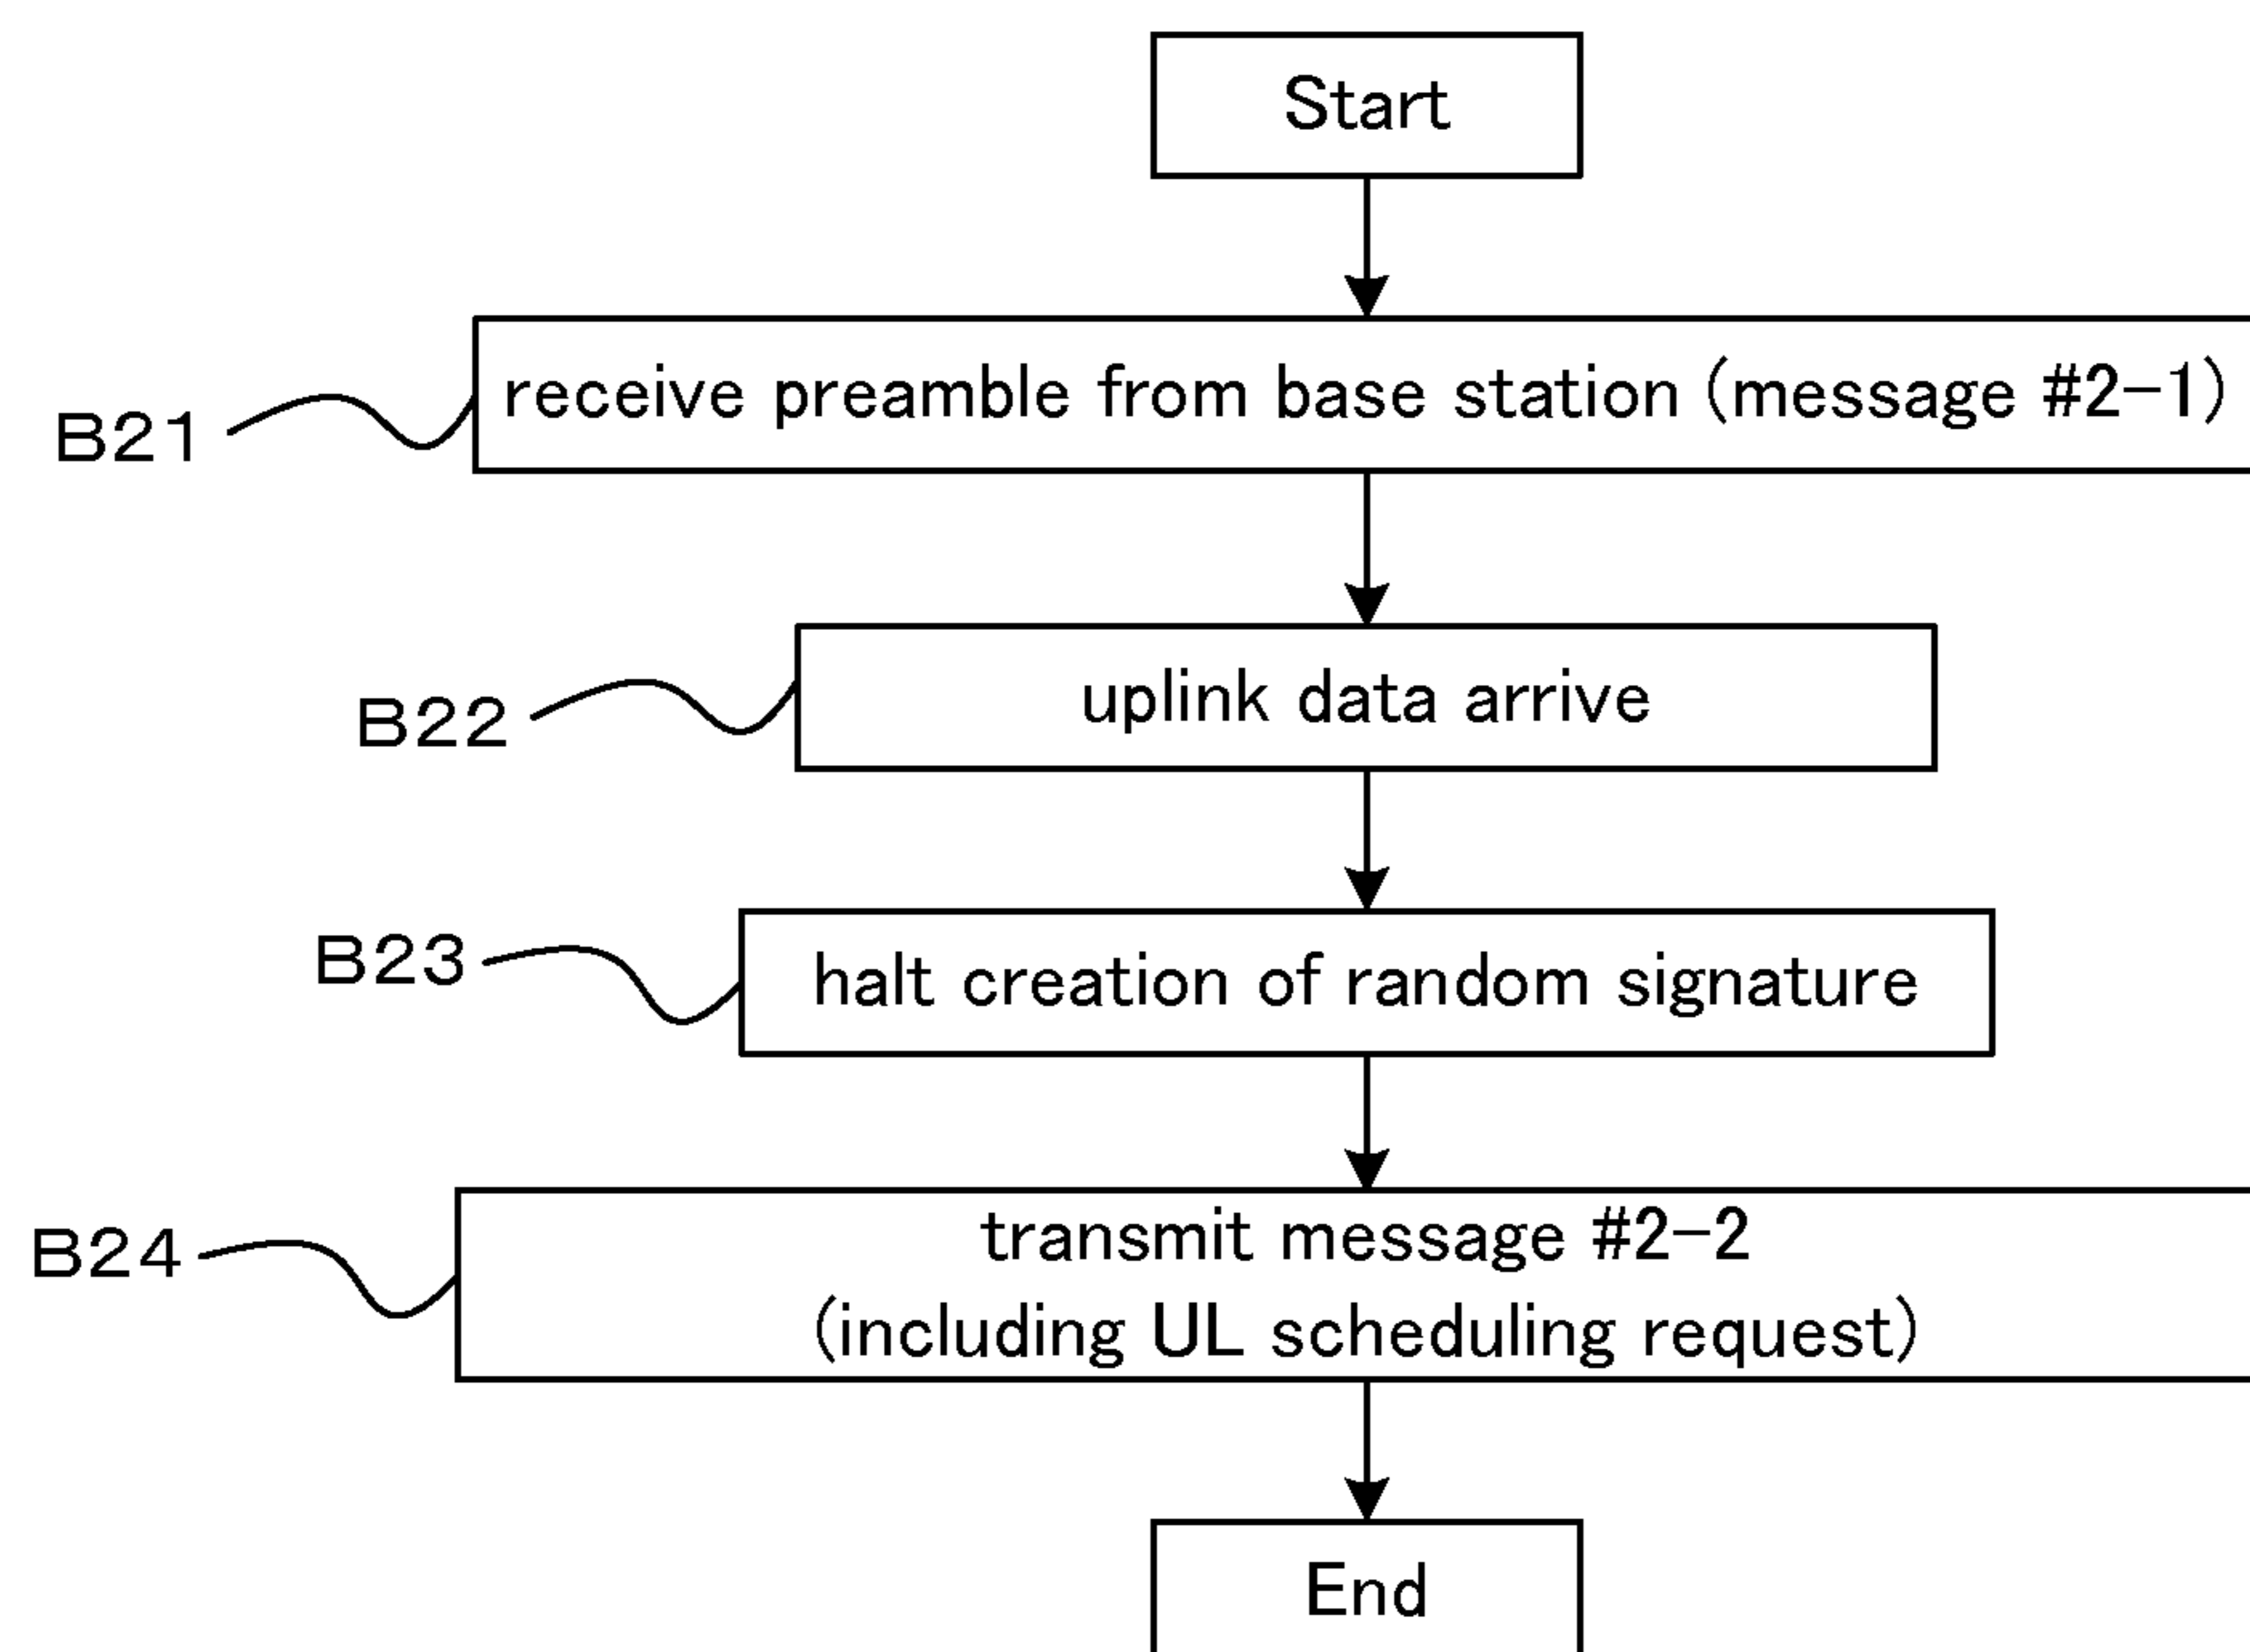 Start
B21
receive preamble from base station (message #2-1)
B22
uplink data arrive
B23
halt creation of random signature
B24
transmit message #2-2
(including UL scheduling request)
End